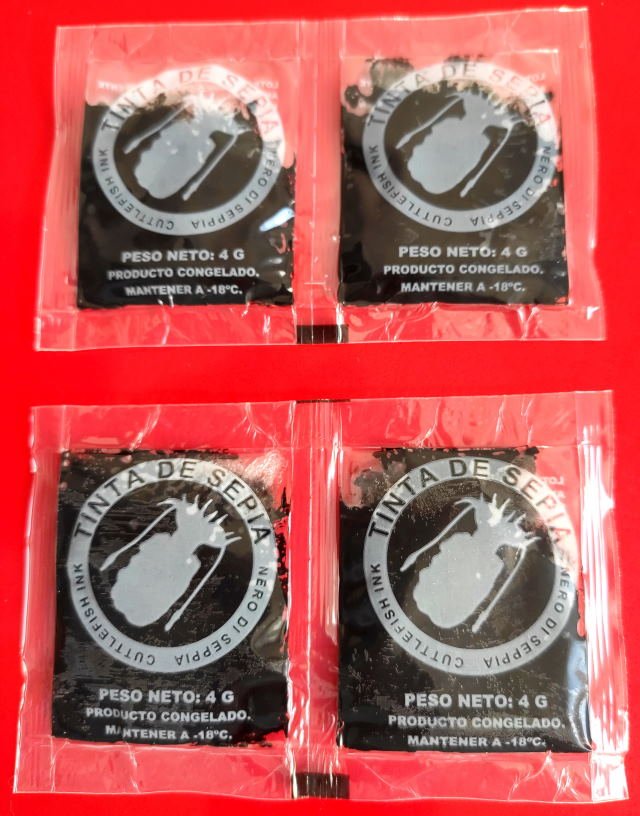 TINTA DE SEPIA
NERO DI SEPPIA
CUTTLEFISH INK
PESO NETO: 4 G
PRODUCTO CONGELADO.
MANTENER A -18ºC.
TINTA DE SEPIA
NERO DI SEPPIA
CUTTLEFISH INK
PESO NETO: 4 G
PRODUCTO CONGELADO.
MANTENER A -18ºC.
TINTA DE SEPIA
NERO DI SEPPIA
CUTTLEFISH INK
PESO NETO: 4 G
PRODUCTO CONGELADO.
MANTENER A -18ºC.
TINTA DE SEPIA
NERO DI SEPPIA
CUTTLEFISH INK
PESO NETO: 4 G
PRODUCTO CONGELADO.
MANTENER A -18ºC.